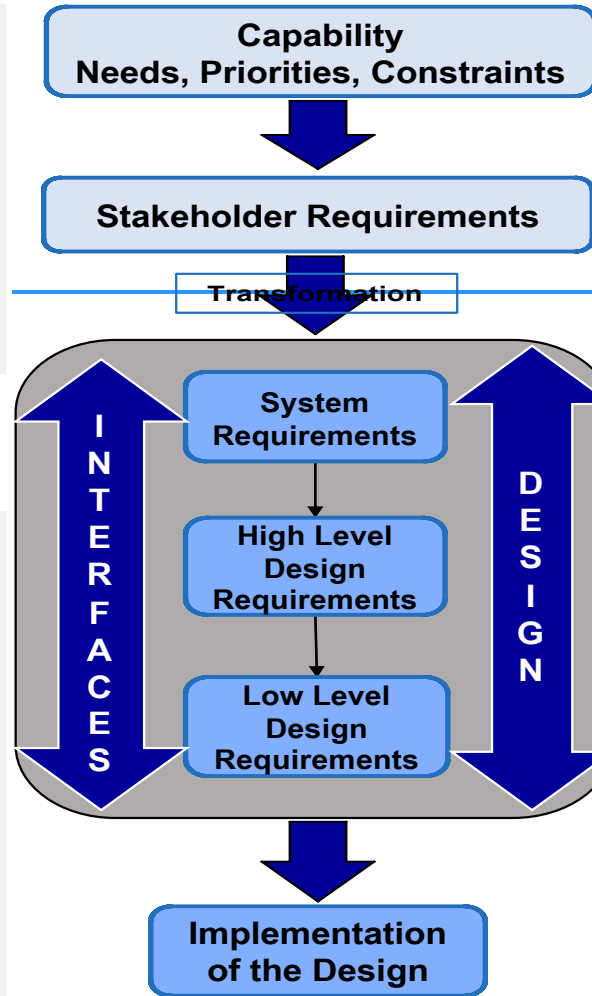 Capability
Needs, Priorities, Constraints
Stakeholder Requirements
Transformation
INTERFACES
System
Requirements
High Level
Design
Requirements
Low Level
Design
Requirements
DESIGN
Implementation
of the Design